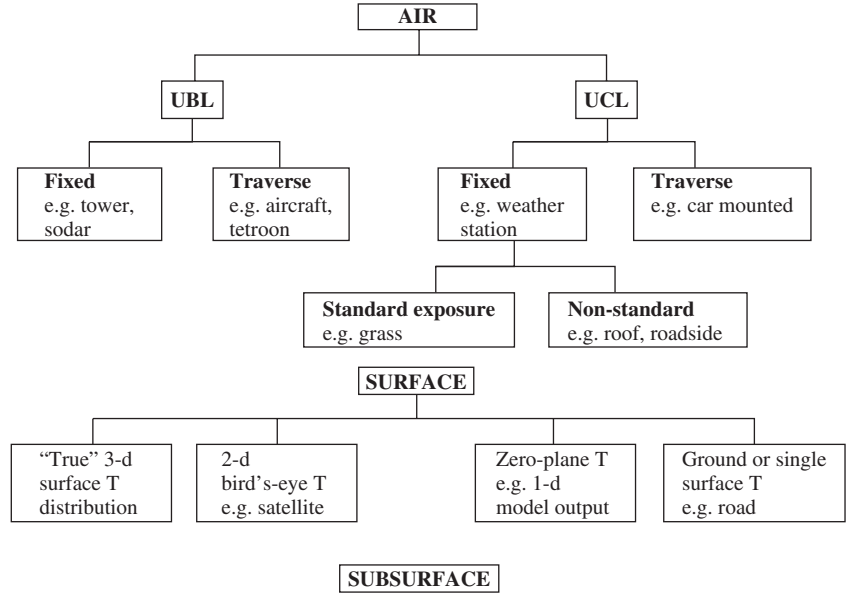 AIR
UBL
UCL
Fixed
e.g. tower,
sodar
Traverse
e.g. aircraft,
tetroon
Fixed
e.g. weather
station
Traverse
e.g. car mounted
Standard exposure
e.g. grass
Non-standard
e.g. roof, roadside
SURFACE
“True” 3-d
surface T
distribution
2-d
bird's-eye T
e.g. satellite
Zero-plane T
e.g. 1-d
model output
Ground or single
surface T
e.g. road
SUBSURFACE